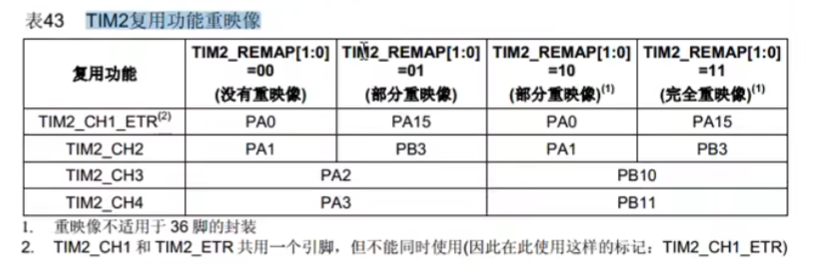 表43 TIM2复用功能重映像
复用功能 TIM2_REMAP[1:0] =00 (没有重映像) TIM2_REMAP[1:0] =01 (部分重映像) TIM2_REMAP[1:0] =10 (部分重映像)(1) TIM2_REMAP[1:0] =11 (完全重映像)(1)
TIM2_CH1_ETR(2) PA0 PA15 PA0 PA15
TIM2_CH2 PA1 PB3 PA1 PB3
TIM2_CH3 PA2 PB10
TIM2_CH4 PA3 PB11
1. 重映像不适用于 36 脚的封装
2. TIM2_CH1 和 TIM2_ETR 共用一个引脚，但不能同时使用(因此在此使用这样的标记：TIM2_CH1_ETR)